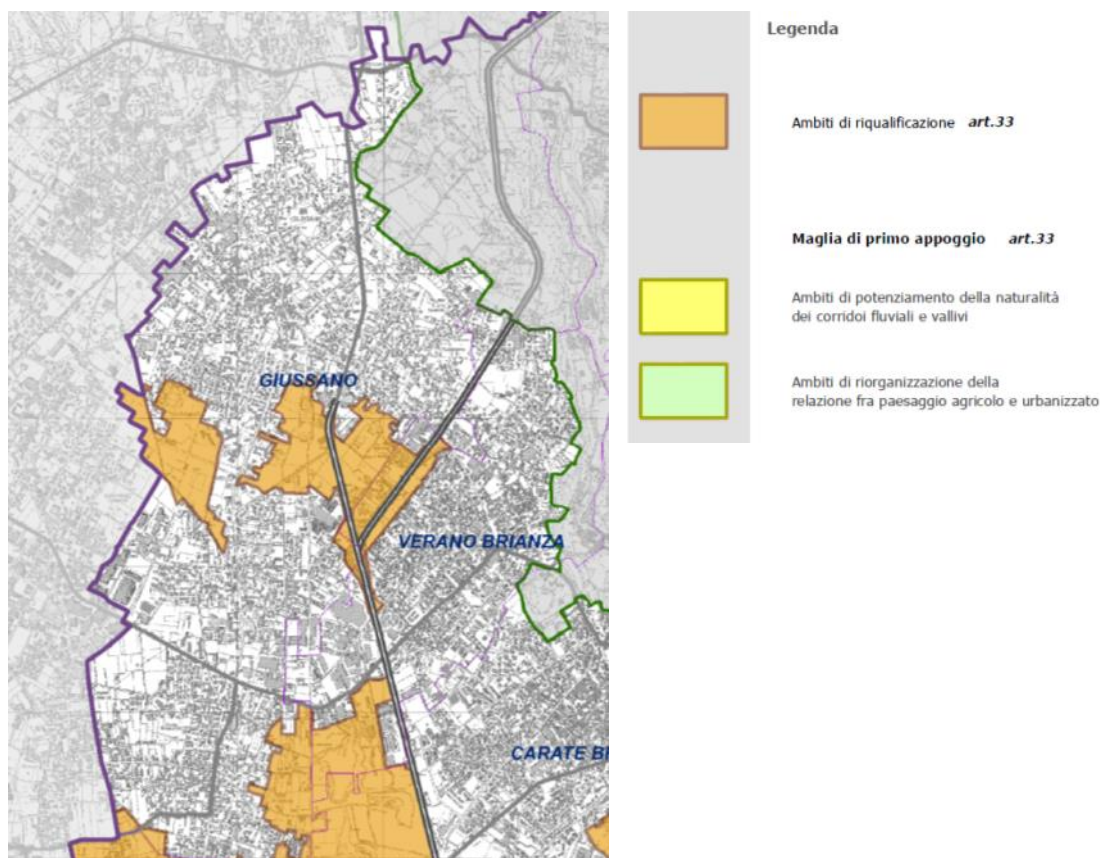 GIUSSANO
VERANO BRIANZA
CARATE B
Legenda
Ambiti di riqualificazione art.33
Maglia di primo appoggio art.33
Ambiti di potenziamento della naturalità
dei corridoi fluviali e vallivi
Ambiti di riorganizzazione della
relazione fra paesaggio agricolo e urbanizzato